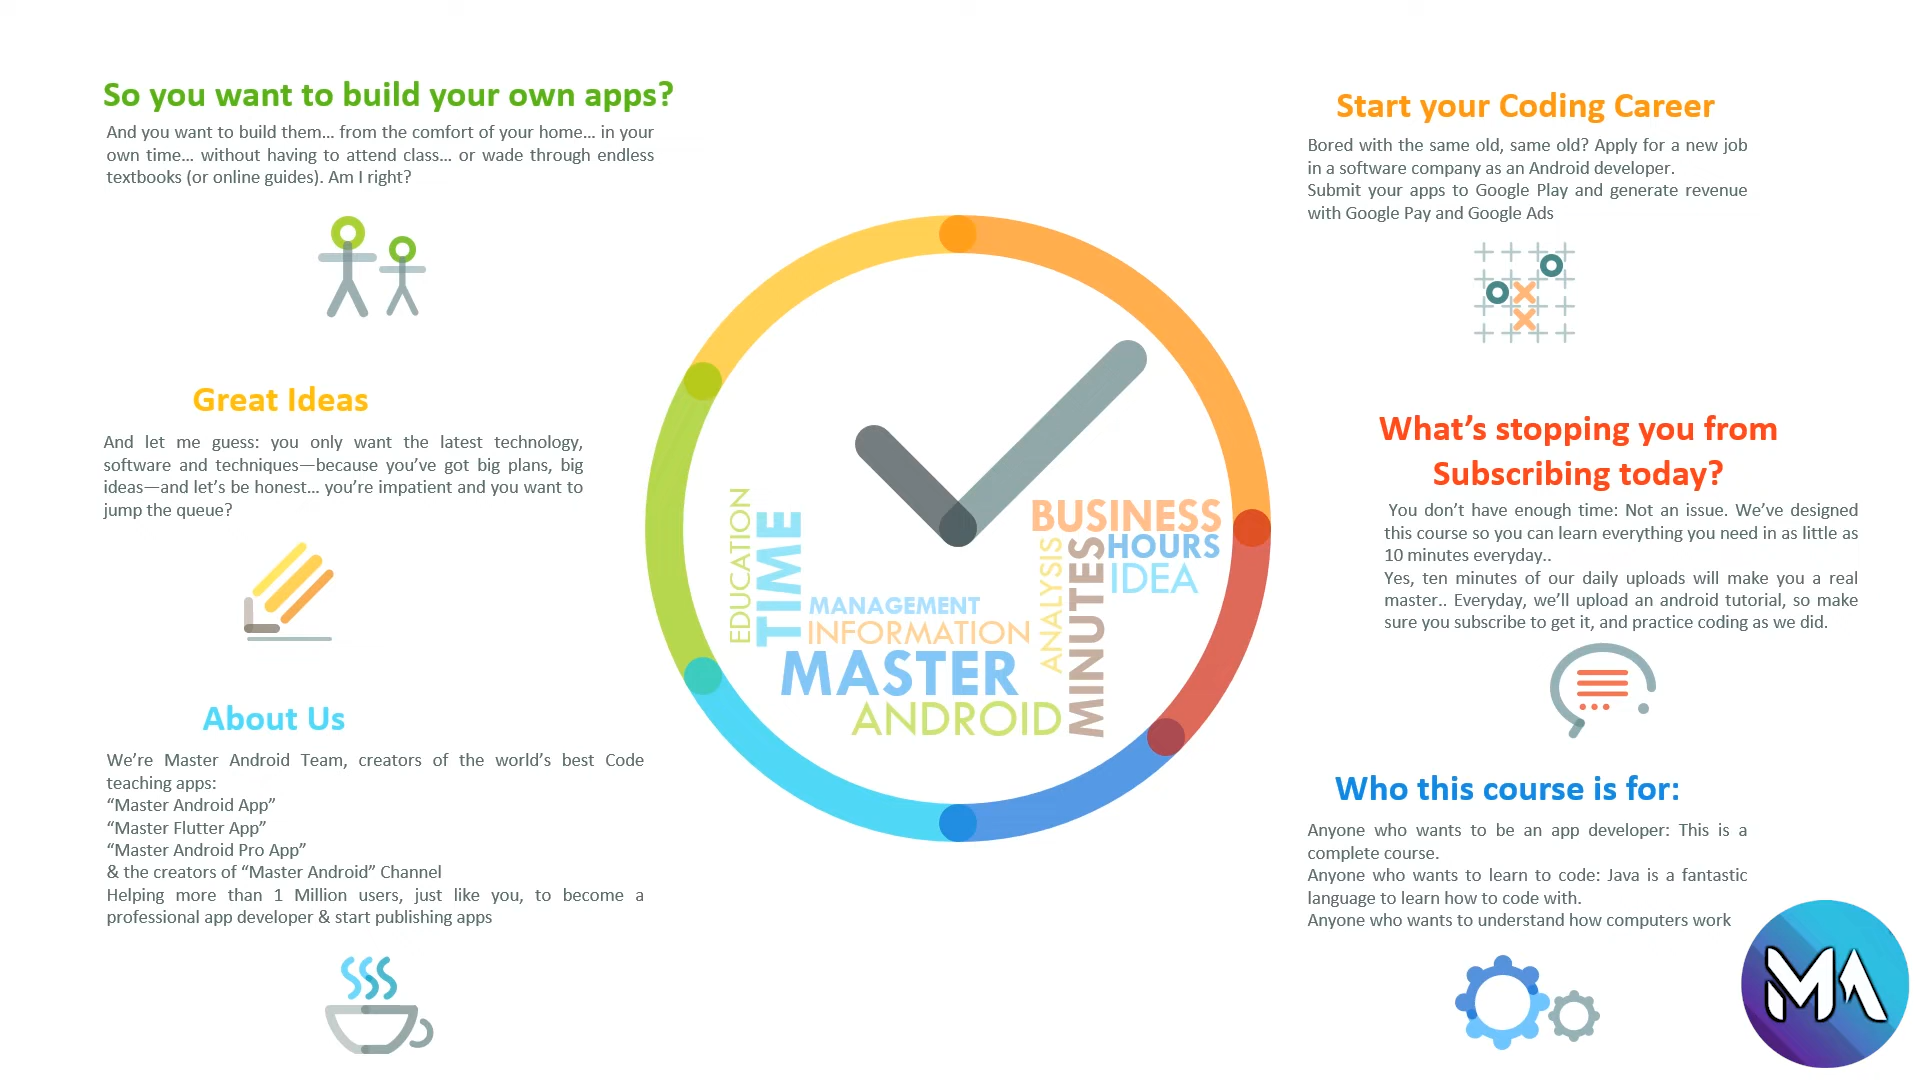 So you want to build your own apps?
And you want to build them... from the comfort of your home... in your
own time... without having to attend class... or wade through endless
textbooks (or online guides). Am I right?
Great Ideas
And let me guess: you only want the latest technology,
software and techniques—because you’ve got big plans, big
ideas—and let’s be honest... you’re impatient and you want to
jump the queue?
About Us
We’re Master Android Team, creators of the world’s best Code
teaching apps:
“Master Android App”
“Master Flutter App”
“Master Android Pro App”
& the creators of “Master Android” Channel
Helping more than 1 Million users, just like you, to become a
professional app developer & start publishing apps
EDUCATION
TIME
MANAGEMENT
INFORMATION
MASTER
ANDROID
ANALYSIS
MINUTES
BUSINESS
HOURS
IDEA
Start your Coding Career
Bored with the same old, same old? Apply for a new job
in a software company as an Android developer.
Submit your apps to Google Play and generate revenue
with Google Pay and Google Ads
What’s stopping you from
Subscribing today?
You don’t have enough time: Not an issue. We’ve designed
this course so you can learn everything you need in as little as
10 minutes everyday..
Yes, ten minutes of our daily uploads will make you a real
master.. Everyday, we’ll upload an android tutorial, so make
sure you subscribe to get it, and practice coding as we did.
Who this course is for:
Anyone who wants to be an app developer: This is a
complete course.
Anyone who wants to learn to code: Java is a fantastic
language to learn how to code with.
Anyone who wants to understand how computers work
MA